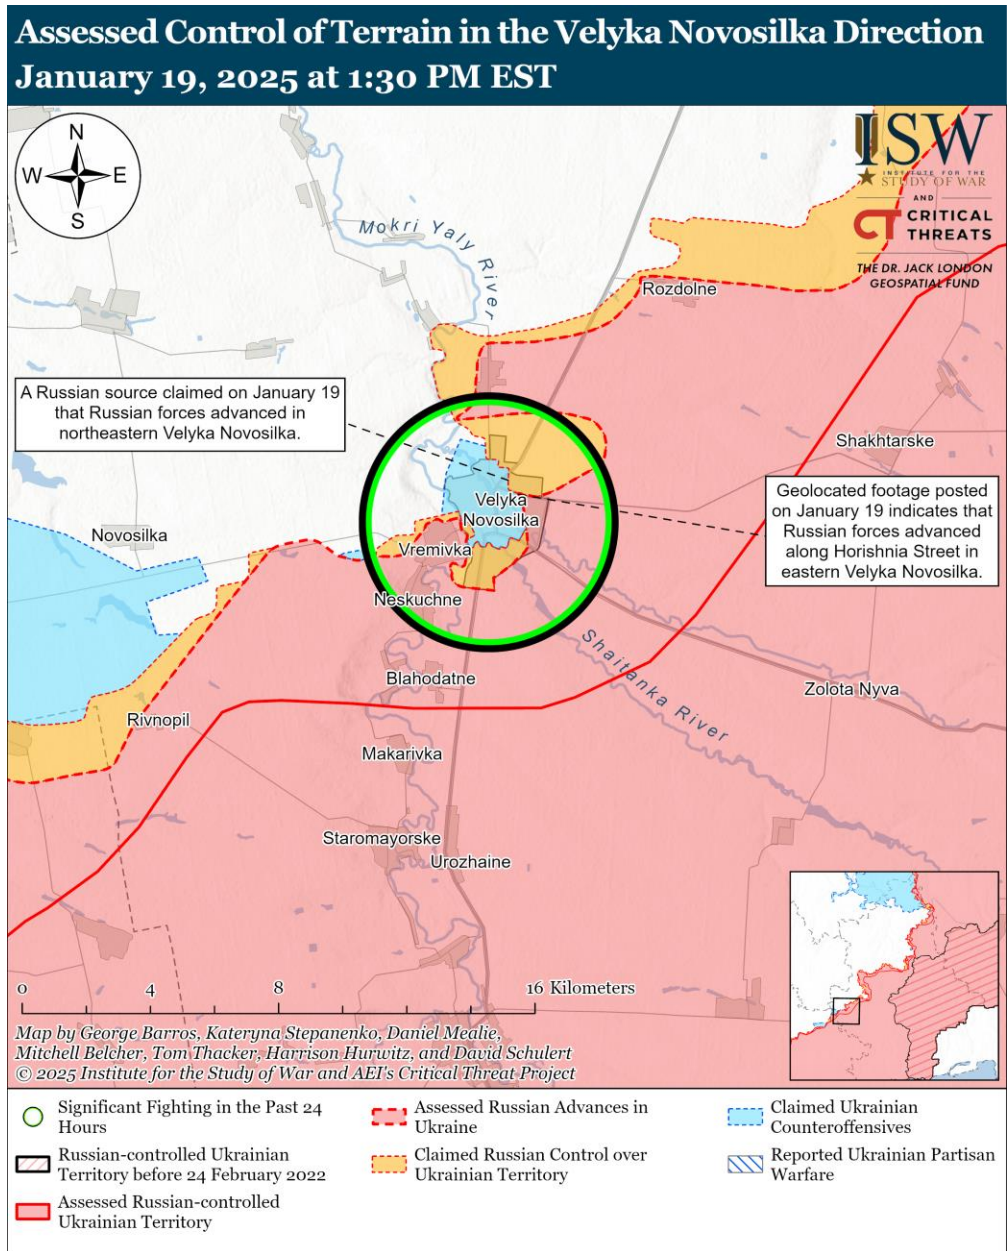 Assessed Control of Terrain in the Velyka Novosilka Direction
January 19, 2025 at 1:30 PM EST
N
W E
S
ISW
INSTITUTE FOR THE
STUDY OF WAR
AND
CT CRITICAL
THREATS
THE DR. JACK LONDON
GEOSPATIAL FUND
Mokri Yaly River
Rozdolne
A Russian source claimed on January 19
that Russian forces advanced in
northeastern Velyka Novosilka.
Shakhtarske
Geolocated footage posted
on January 19 indicates that
Russian forces advanced
along Horishnia Street in
eastern Velyka Novosilka.
Velyka
Novosilka
Novosilka
Vremivka
Neskuchne
Shaitanka River
Blahodatne
Zolota Nyva
Rivnopil
Makarivka
Staromayorske
Urozhaine
0 4 8 16 Kilometers
Map by George Barros, Kateryna Stepanenko, Daniel Mealie,
Mitchell Belcher, Tom Thacker, Harrison Hurwitz, and David Schulert
© 2025 Institute for the Study of War and AEI's Critical Threat Project
Significant Fighting in the Past 24
Hours
Russian-controlled Ukrainian
Territory before 24 February 2022
Assessed Russian-controlled
Ukrainian Territory
Assessed Russian Advances in
Ukraine
Claimed Russian Control over
Ukrainian Territory
Claimed Ukrainian
Counteroffensives
Reported Ukrainian Partisan
Warfare